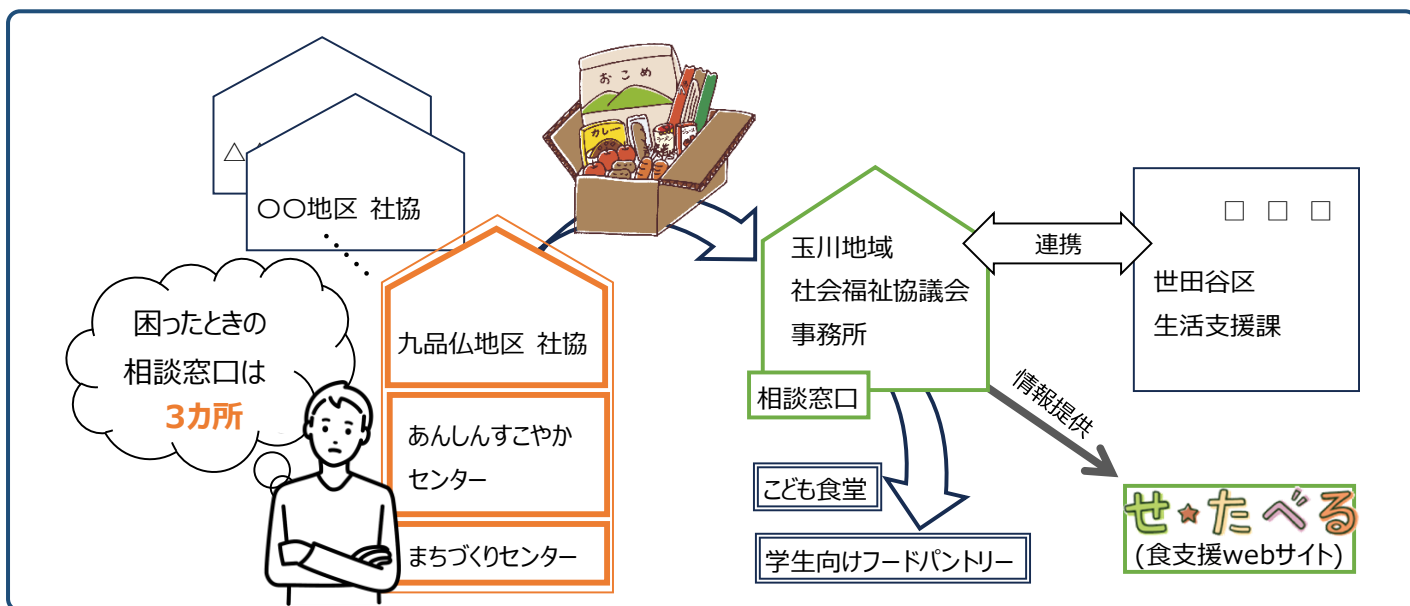 おこめ
カレー
△
〇〇地区 社協
困ったときの
相談窓口は
3カ所
九品仏地区 社協
あんしんすこやか
センター
まちづくりセンター
玉川地域
社会福祉協議会
事務所
相談窓口
連携
□ □ □
世田谷区
生活支援課
情報提供
こども食堂
学生向けフードパントリー
せ★たべる
(食支援webサイト)